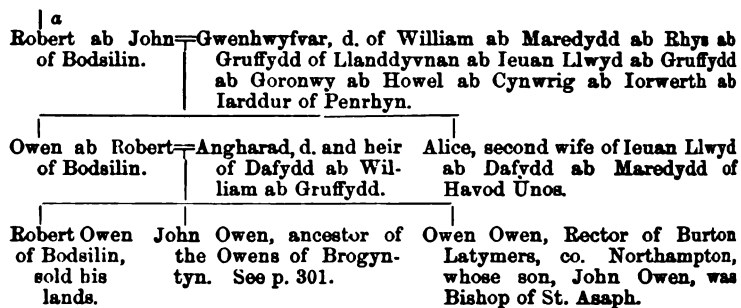 a
Robert ab John
of Bodsilin.
Gwenhwyfvar, d. of William ab Maredydd ab Rhys ab
Gruffydd of Llanddyvnan ab Ieuan Llwyd ab Gruffydd
ab Goronwy ab Howel ab Cynwrig ab Iorwerth ab
Iarddur of Penrhyn.
Owen ab Robert
of Bodsilin.
Angharad, d. and heir
of Dafydd ab Wil-
liam ab Gruffydd.
Alice, second wife of Ieuan Llwyd
ab Dafydd ab Maredydd of
Havod Unos.
Robert Owen
of Bodsilin,
sold his
lands.
John Owen, ancestor of
the Owens of Brogyn-
tyn. See p. 301.
Owen Owen, Rector of Burton
Latymers, co. Northampton,
whose son, John Owen, was
Bishop of St. Asaph.